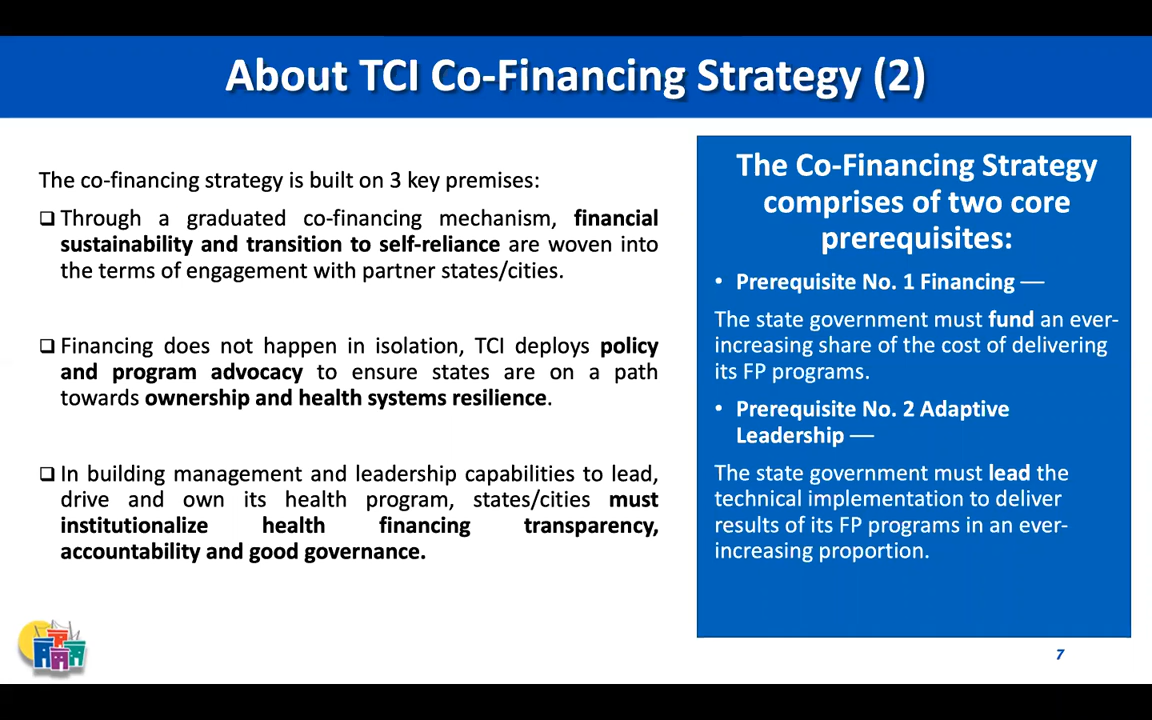 About TCI Co-Financing Strategy (2)
The co-financing strategy is built on 3 key premises:
❑ Through a graduated co-financing mechanism, financial
sustainability and transition to self-reliance are woven into
the terms of engagement with partner states/cities.
❑ Financing does not happen in isolation, TCI deploys policy
and program advocacy to ensure states are on a path
towards ownership and health systems resilience.
❑ In building management and leadership capabilities to lead,
drive and own its health program, states/cities must
institutionalize health financing transparency,
accountability and good governance.
The Co-Financing Strategy
comprises of two core
prerequisites:
• Prerequisite No. 1 Financing —
The state government must fund an ever-
increasing share of the cost of delivering
its FP programs.
• Prerequisite No. 2 Adaptive
Leadership —
The state government must lead the
technical implementation to deliver
results of its FP programs in an ever-
increasing proportion.
7